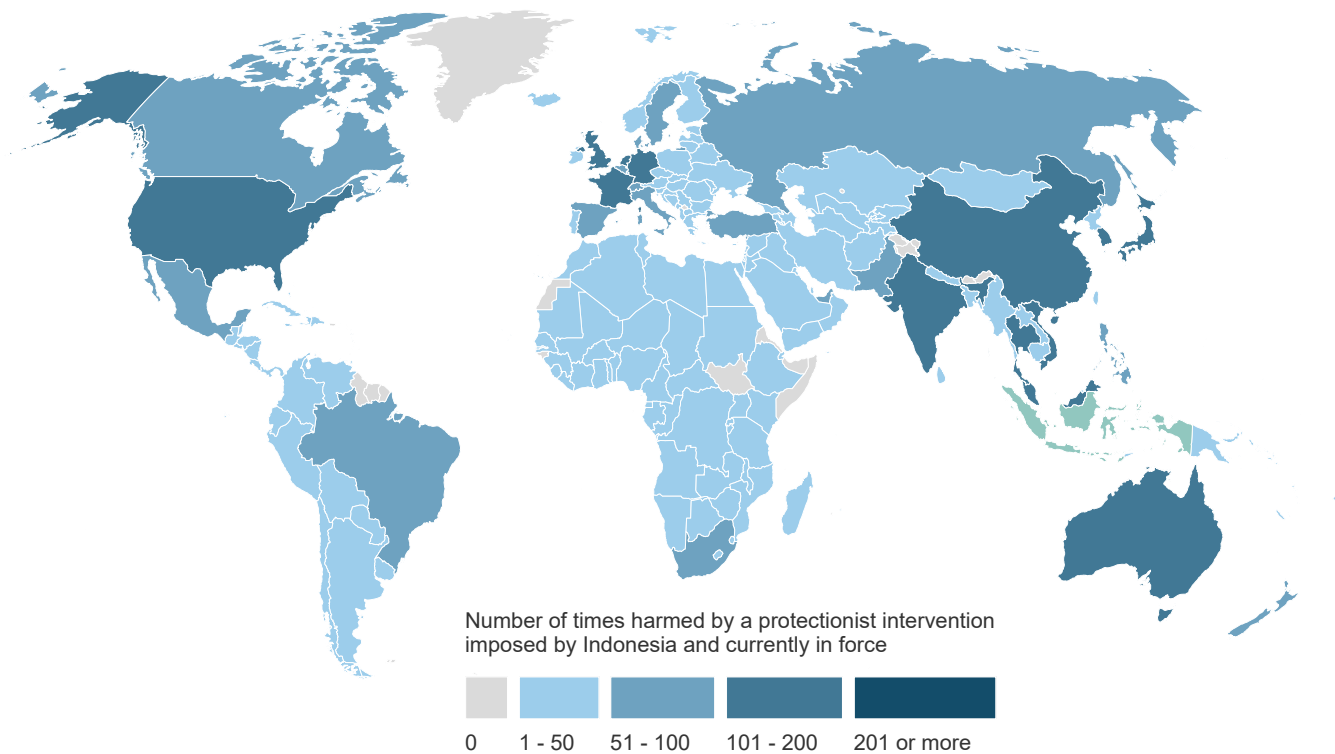 Number of times harmed by a protectionist intervention
imposed by Indonesia and currently in force
0
1 - 50
51 - 100
101 - 200
201 or more